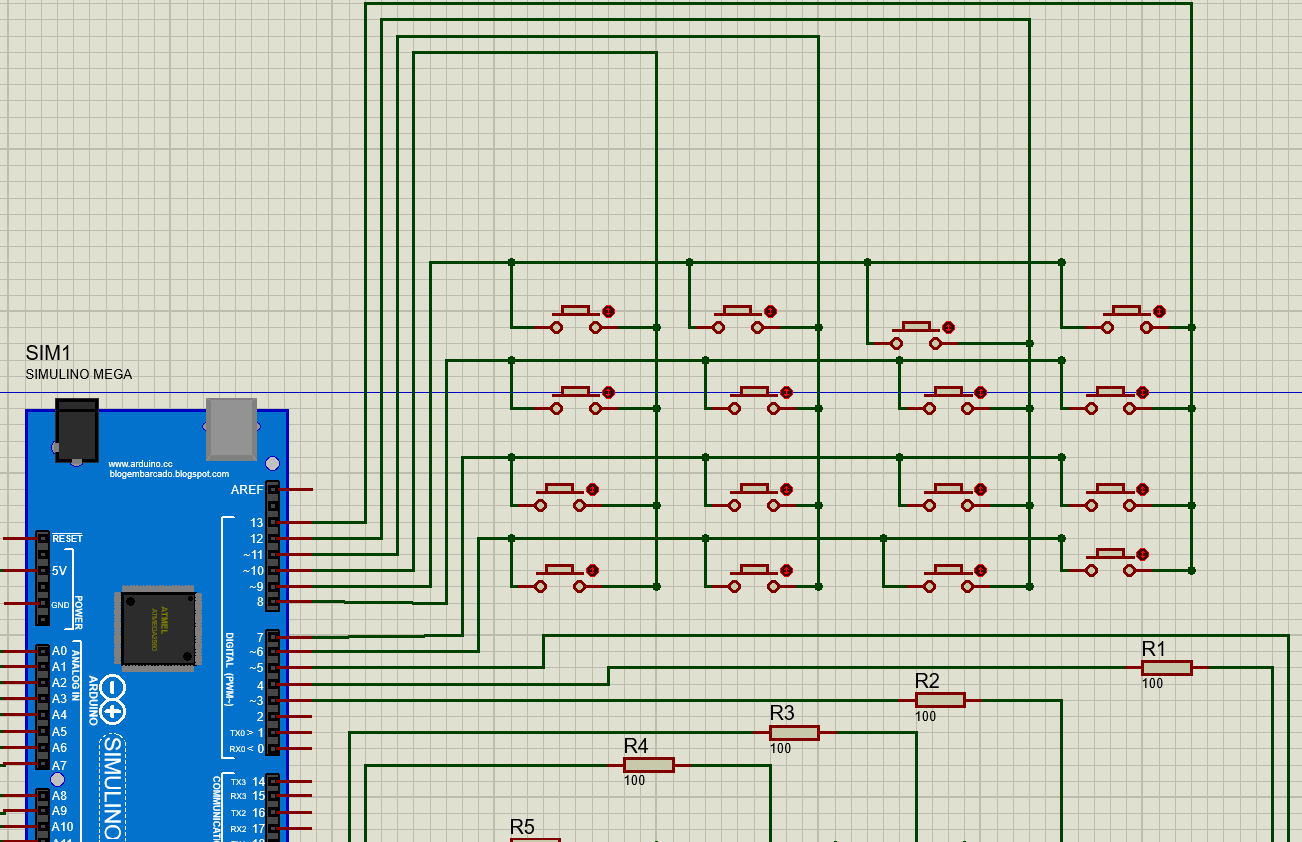 SIM1
SIMULINO MEGA
www.arduino.cc
blogembarcado.blogspot.com
AREF
13
12
~11
~10
~9
8
7
~6
~5
4
~3
2
TX0 > 1
RX0 < 0
TX3 14
RX3 15
TX2 16
RX2 17
RESET
5V
GND
POWER
A0
A1
A2
A3
A4
A5
A6
A7
A8
A9
A10
ANALOG IN
ARDUINO
SIMULINO
DIGITAL (PWM~)
ATMEL
R1
100
R2
100
R3
100
R4
100
R5